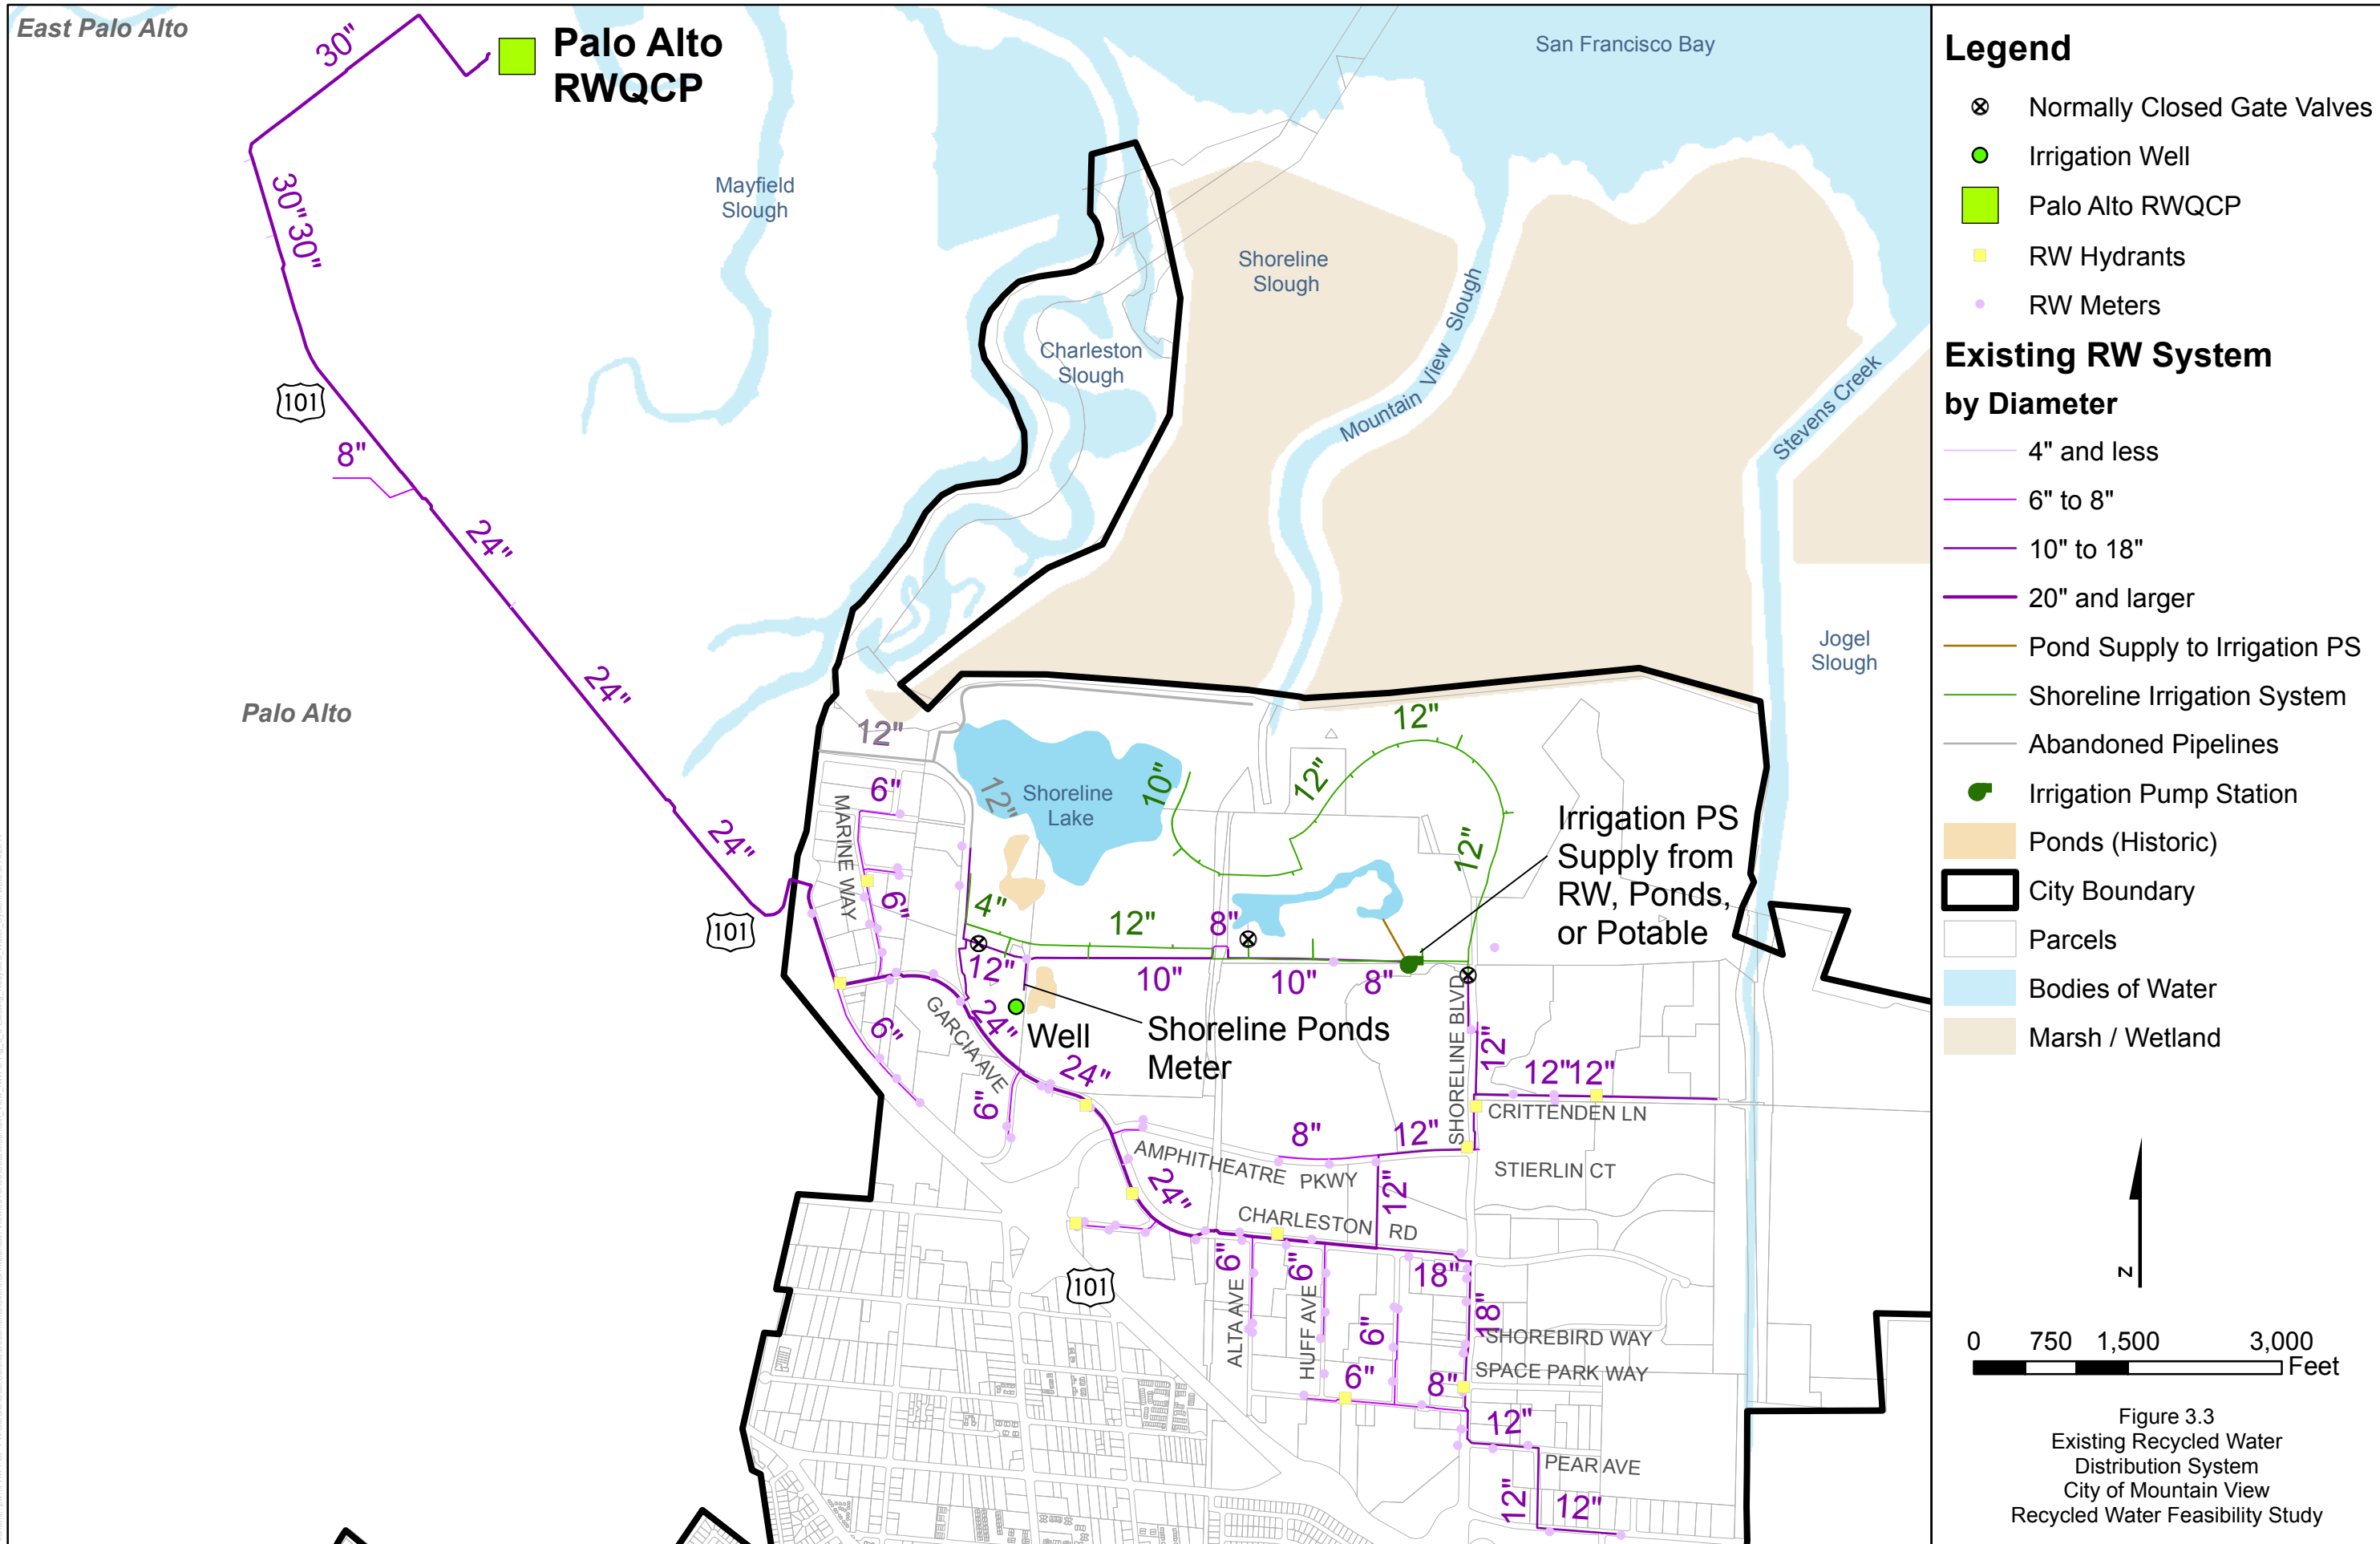 East Palo Alto
30"
Palo Alto
RWQCP
San Francisco Bay
Mayfield
Slough
30"
30"
Shoreline
Slough
Mountain View Slough
Charleston
Slough
Stevens Creek
101
8"
24"
24"
Jogel
Slough
Palo Alto
12"
12"
6"
12"
Shoreline
Lake
10"
12"
12"
MARINE WAY
24"
Irrigation PS
Supply from
RW, Ponds,
or Potable
6"
4"
12"
8"
101
12"
10"
10"
8"
GARCIA AVE
24"
Well
Shoreline Ponds
Meter
SHORELINE BLVD
6"
24"
12"
12"
12"
6"
CRITTENDEN LN
8"
12"
AMPHITHEATRE PKWY
STIERLIN CT
24"
12"
CHARLESTON RD
6"
6"
18"
101
ALTA AVE
HUFF AVE
18"
6"
SHOREBIRD WAY
6"
8"
SPACE PARK WAY
12"
PEAR AVE
12"
12"
Legend
Normally Closed Gate Valves
Irrigation Well
Palo Alto RWQCP
RW Hydrants
RW Meters
Existing RW System
by Diameter
4" and less
6" to 8"
10" to 18"
20" and larger
Pond Supply to Irrigation PS
Shoreline Irrigation System
Abandoned Pipelines
Irrigation Pump Station
Ponds (Historic)
City Boundary
Parcels
Bodies of Water
Marsh / Wetland
N
0 750 1,500 3,000
Feet
Figure 3.3
Existing Recycled Water
Distribution System
City of Mountain View
Recycled Water Feasibility Study